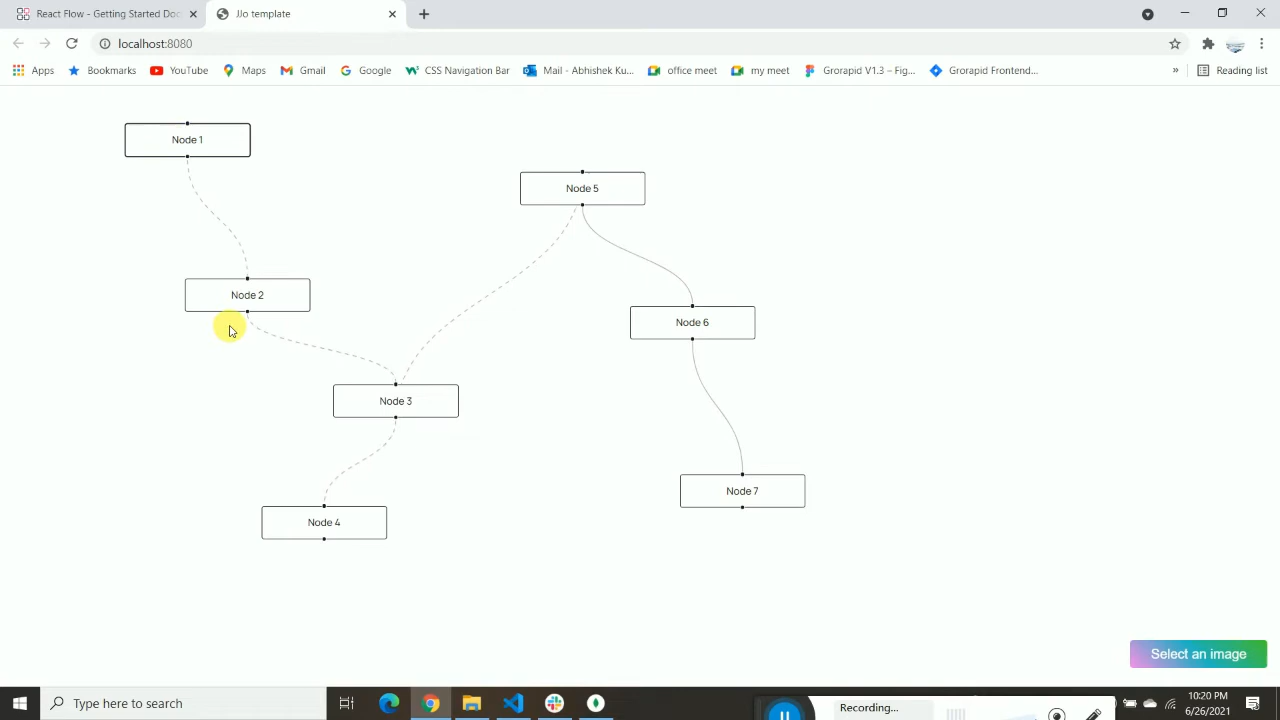 React Flow - Getting Started Doc
JJo template
localhost:8080
Apps
Bookmarks
YouTube
Maps
Gmail
Google
CSS Navigation Bar
Mail - Abhishek Ku...
office meet
my meet
Grorapid V1.3 – Fig...
Grorapid Frontend...
»
Reading list
Node 1
Node 5
Node 2
Node 6
Node 3
Node 7
Node 4
Select an image
Type here to search
Recording...
10:20 PM
6/26/2021